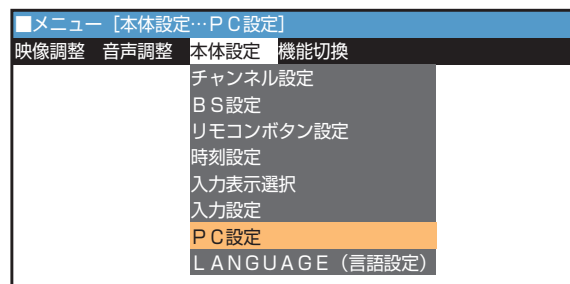 ■メニュー［本体設定…ＰＣ設定］
映像調整 音声調整 本体設定 機能切換
チャンネル設定
ＢＳ設定
リモコンボタン設定
時刻設定
入力表示選択
入力設定
ＰＣ設定
ＬＡＮＧＵＡＧＥ（言語設定）